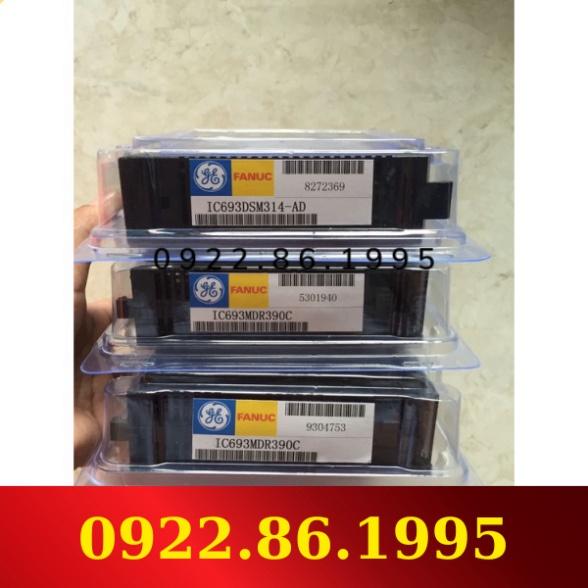 GE FANUC
8272369
IC693DSM314-AD
0922.86.1995
GE FANUC
5301940
IC693MDR390C
GE FANUC
9304753
IC693MDR390C
0922.86.1995